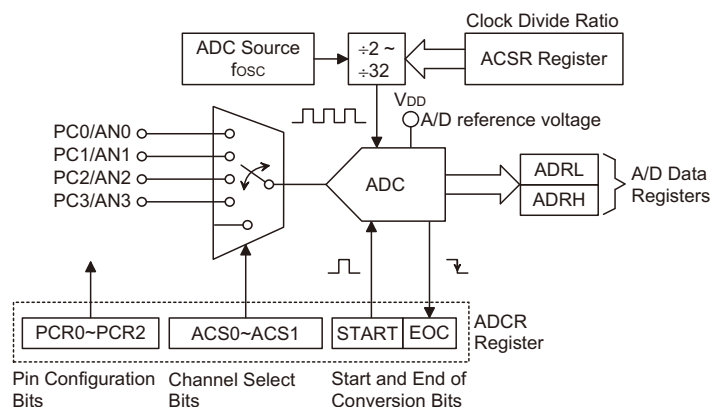 Clock Divide Ratio
ADC Source
fOSC
÷2 ~
÷32
ACSR Register
VDD
A/D reference voltage
PC0/AN0
PC1/AN1
PC2/AN2
PC3/AN3
ADC
ADRL
ADRH
A/D Data
Registers
PCR0~PCR2
ACS0~ACS1
START
EOC
ADCR
Register
Pin Configuration
Bits
Channel Select
Bits
Start and End of
Conversion Bits